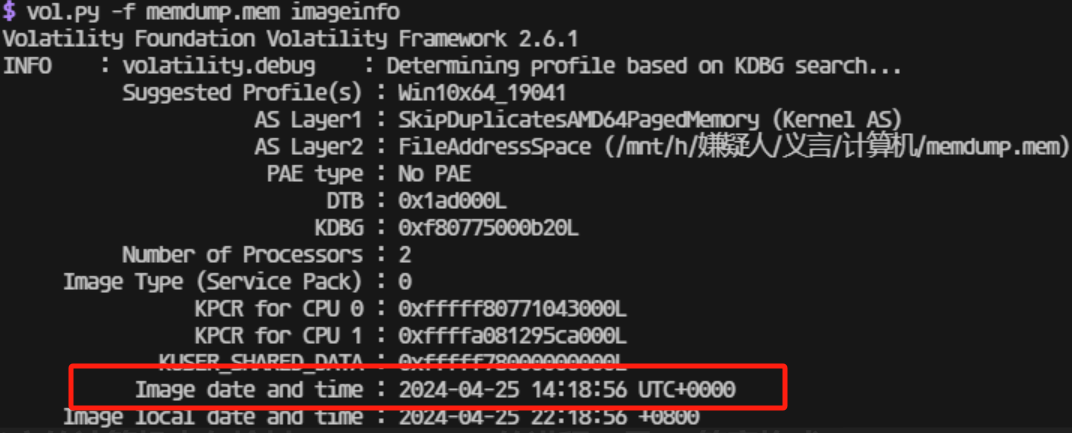 $ vol.py -f memdump.mem imageinfo
Volatility Foundation Volatility Framework 2.6.1
INFO    : volatility.debug    : Determining profile based on KDBG search...
Suggested Profile(s) : Win10x64_19041
AS Layer1 : SkipDuplicatesAMD64PagedMemory (Kernel AS)
AS Layer2 : FileAddressSpace (/mnt/h/嫌疑人/义言/计算机/memdump.mem)
PAE type : No PAE
DTB : 0x1ad000L
KDBG : 0xf80775000b20L
Number of Processors : 2
Image Type (Service Pack) : 0
KPCR for CPU 0 : 0xfffff80771043000L
KPCR for CPU 1 : 0xffffa081295ca000L
KUSER_SHARED_DATA : 0xfffff78000000000L
Image date and time : 2024-04-25 14:18:56 UTC+0000
Image local date and time : 2024-04-25 22:18:56 +0800